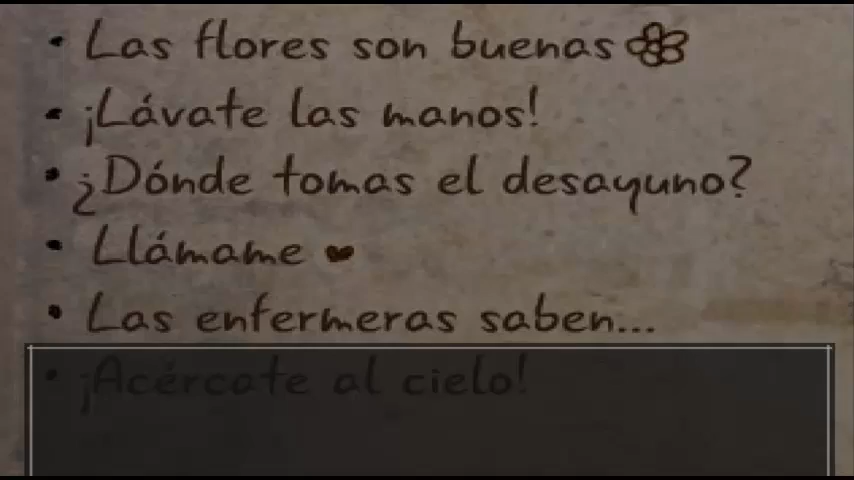 • Las flores son buenas
• ¡Lávate las manos!
• ¿Dónde tomas el desayuno?
• Llámame ❤
• Las enfermeras saben...
• ¡Acércate al cielo!